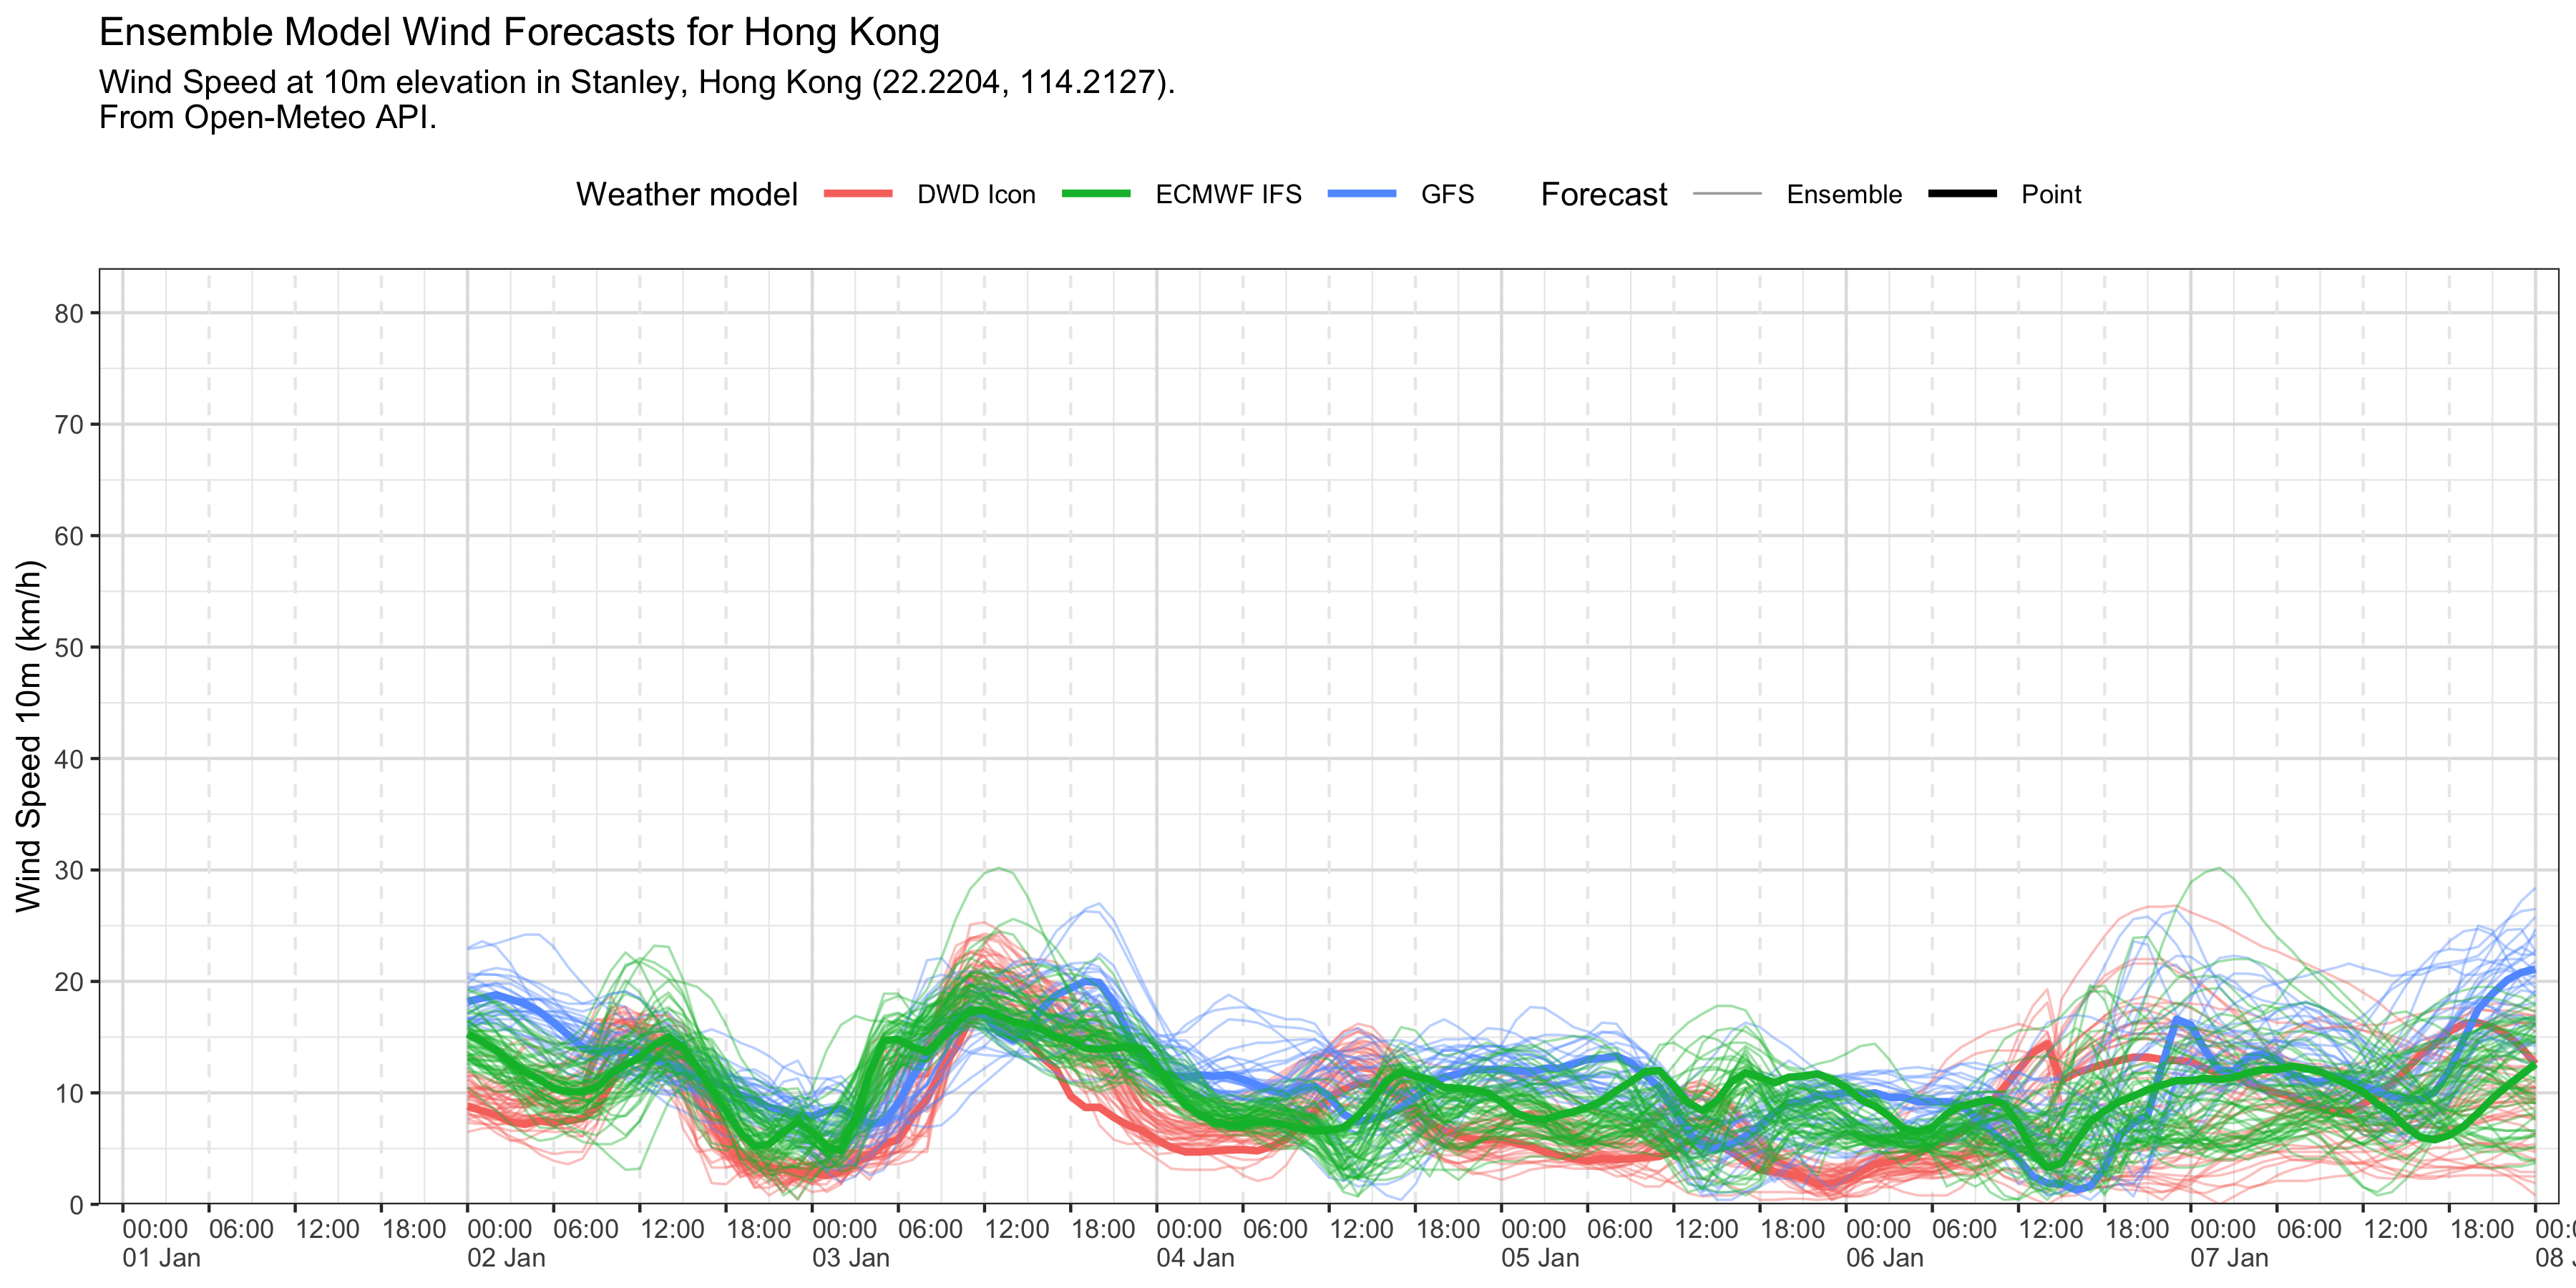 Ensemble Model Wind Forecasts for Hong Kong
Wind Speed at 10m elevation in Stanley, Hong Kong (22.2204, 114.2127).
From Open-Meteo API.
Weather model DWD Icon ECMWF IFS GFS Forecast Ensemble Point
Wind Speed 10m (km/h)
80
70
60
50
40
30
20
10
0
00:00 06:00 12:00 18:00 00:00 06:00 12:00 18:00 00:00 06:00 12:00 18:00 00:00 06:00 12:00 18:00 00:00 06:00 12:00 18:00 00:00 06:00 12:00 18:00 00:00 06:00 12:00 18:00
01 Jan 02 Jan 03 Jan 04 Jan 05 Jan 06 Jan 07 Jan 08